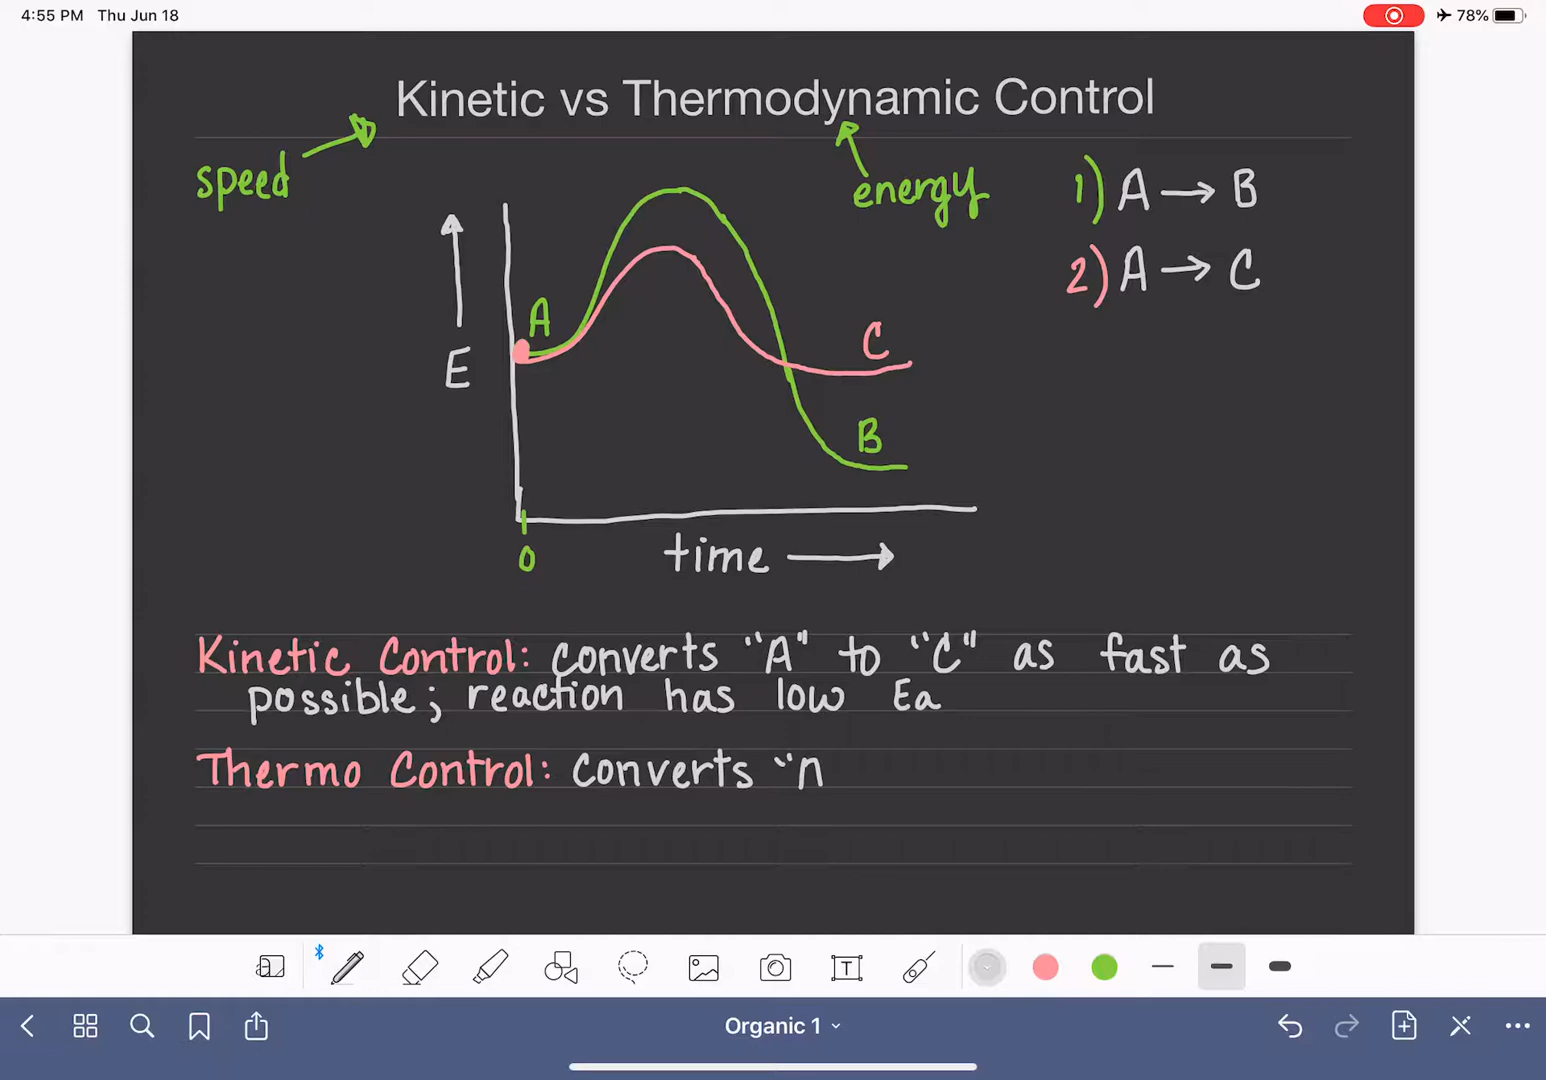 4:55 PM Thu Jun 18
78%
Kinetic vs Thermodynamic Control
speed
energy
1) A → B
2) A → C
A
E
C
B
0
time →
Kinetic Control: converts "A" to "C" as fast as
possible; reaction has low Ea
Thermo Control: converts "
T
Organic 1